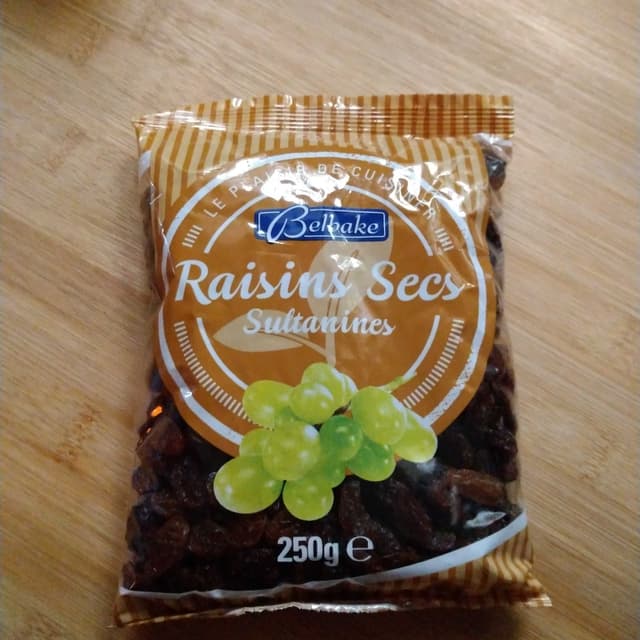 LE PLAISIR DE CUISINER
Belbake
Raisins Secs
Sultanines
250g ℮